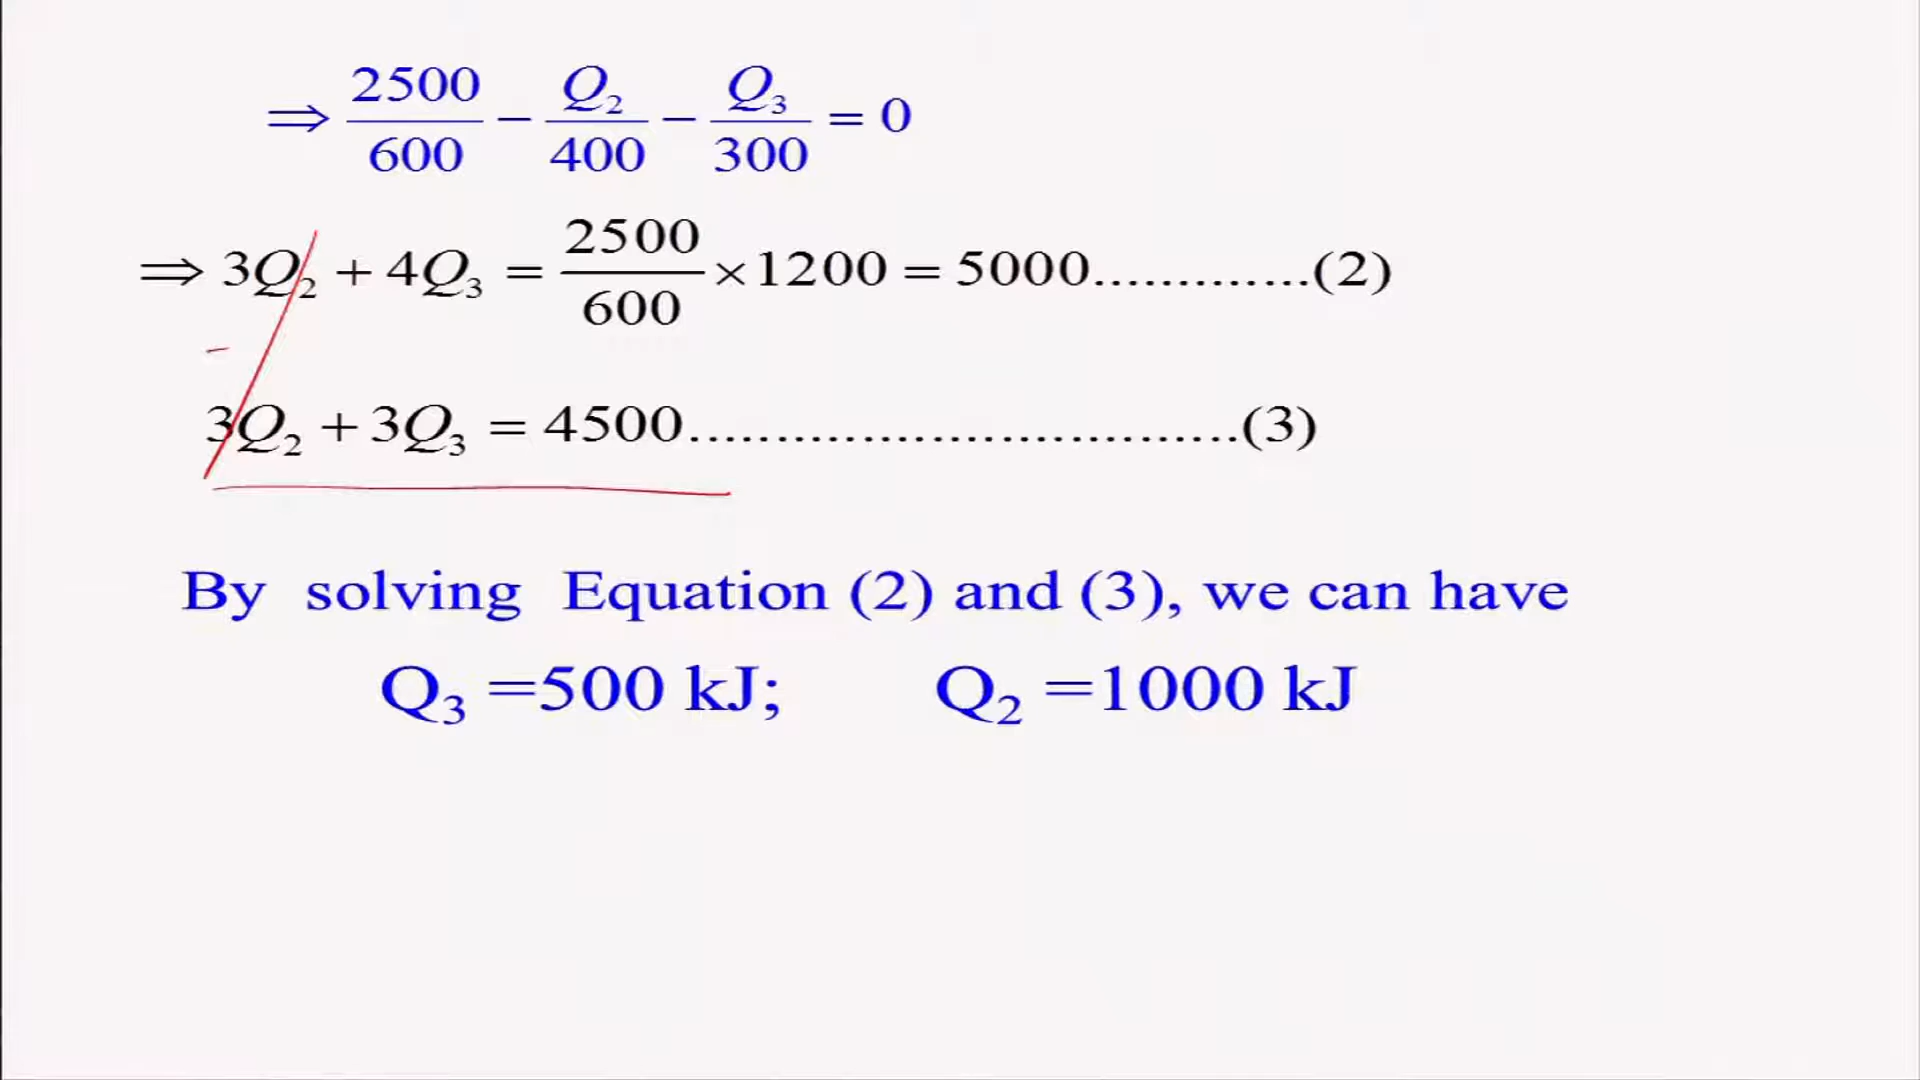 ⇒ 2500/600 − Q₂/400 − Q₃/300 = 0
⇒ 3Q₂ + 4Q₃ = 2500/600 ×1200 = 5000.............(2)
3Q₂ + 3Q₃ = 4500................................(3)
By solving Equation (2) and (3), we can have
Q₃ =500 kJ; Q₂ =1000 kJ